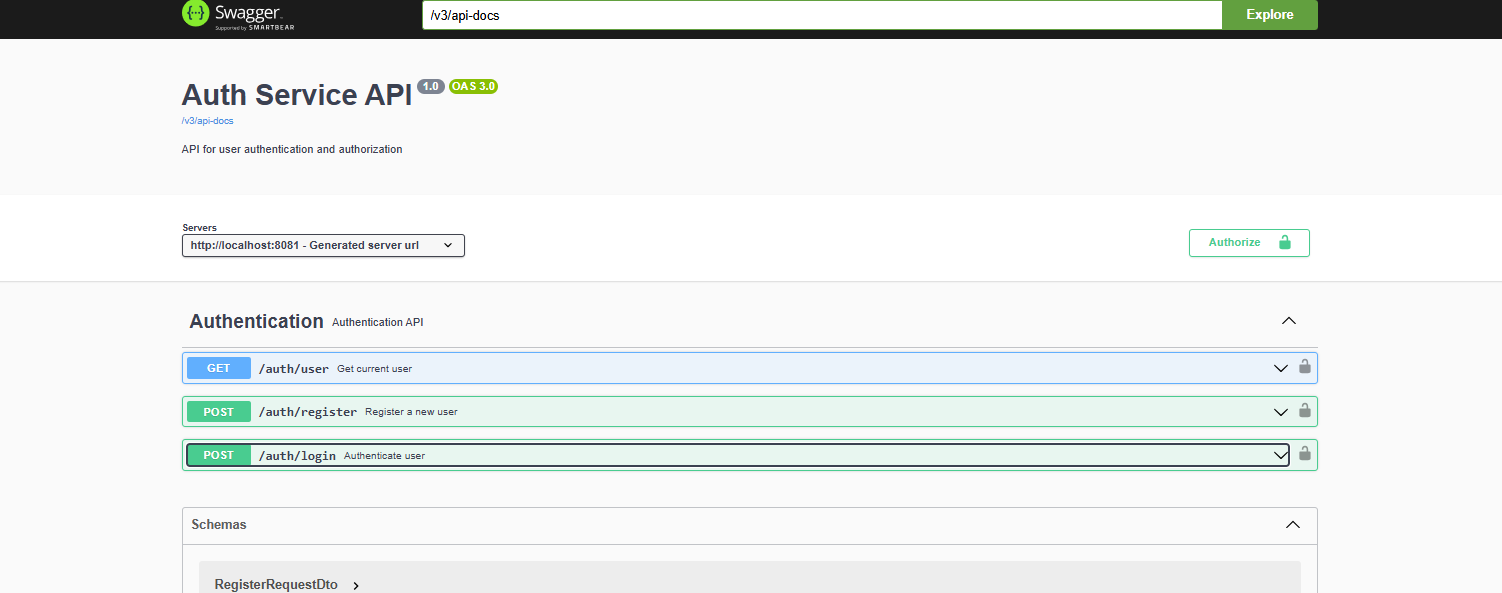 {···} Swagger
Supported by SMARTBEAR
/v3/api-docs
Explore
Auth Service API 1.0 OAS 3.0
/v3/api-docs
API for user authentication and authorization
Servers
http://localhost:8081 - Generated server url
Authorize
Authentication Authentication API
GET /auth/user Get current user
POST /auth/register Register a new user
POST /auth/login Authenticate user
Schemas
RegisterRequestDto